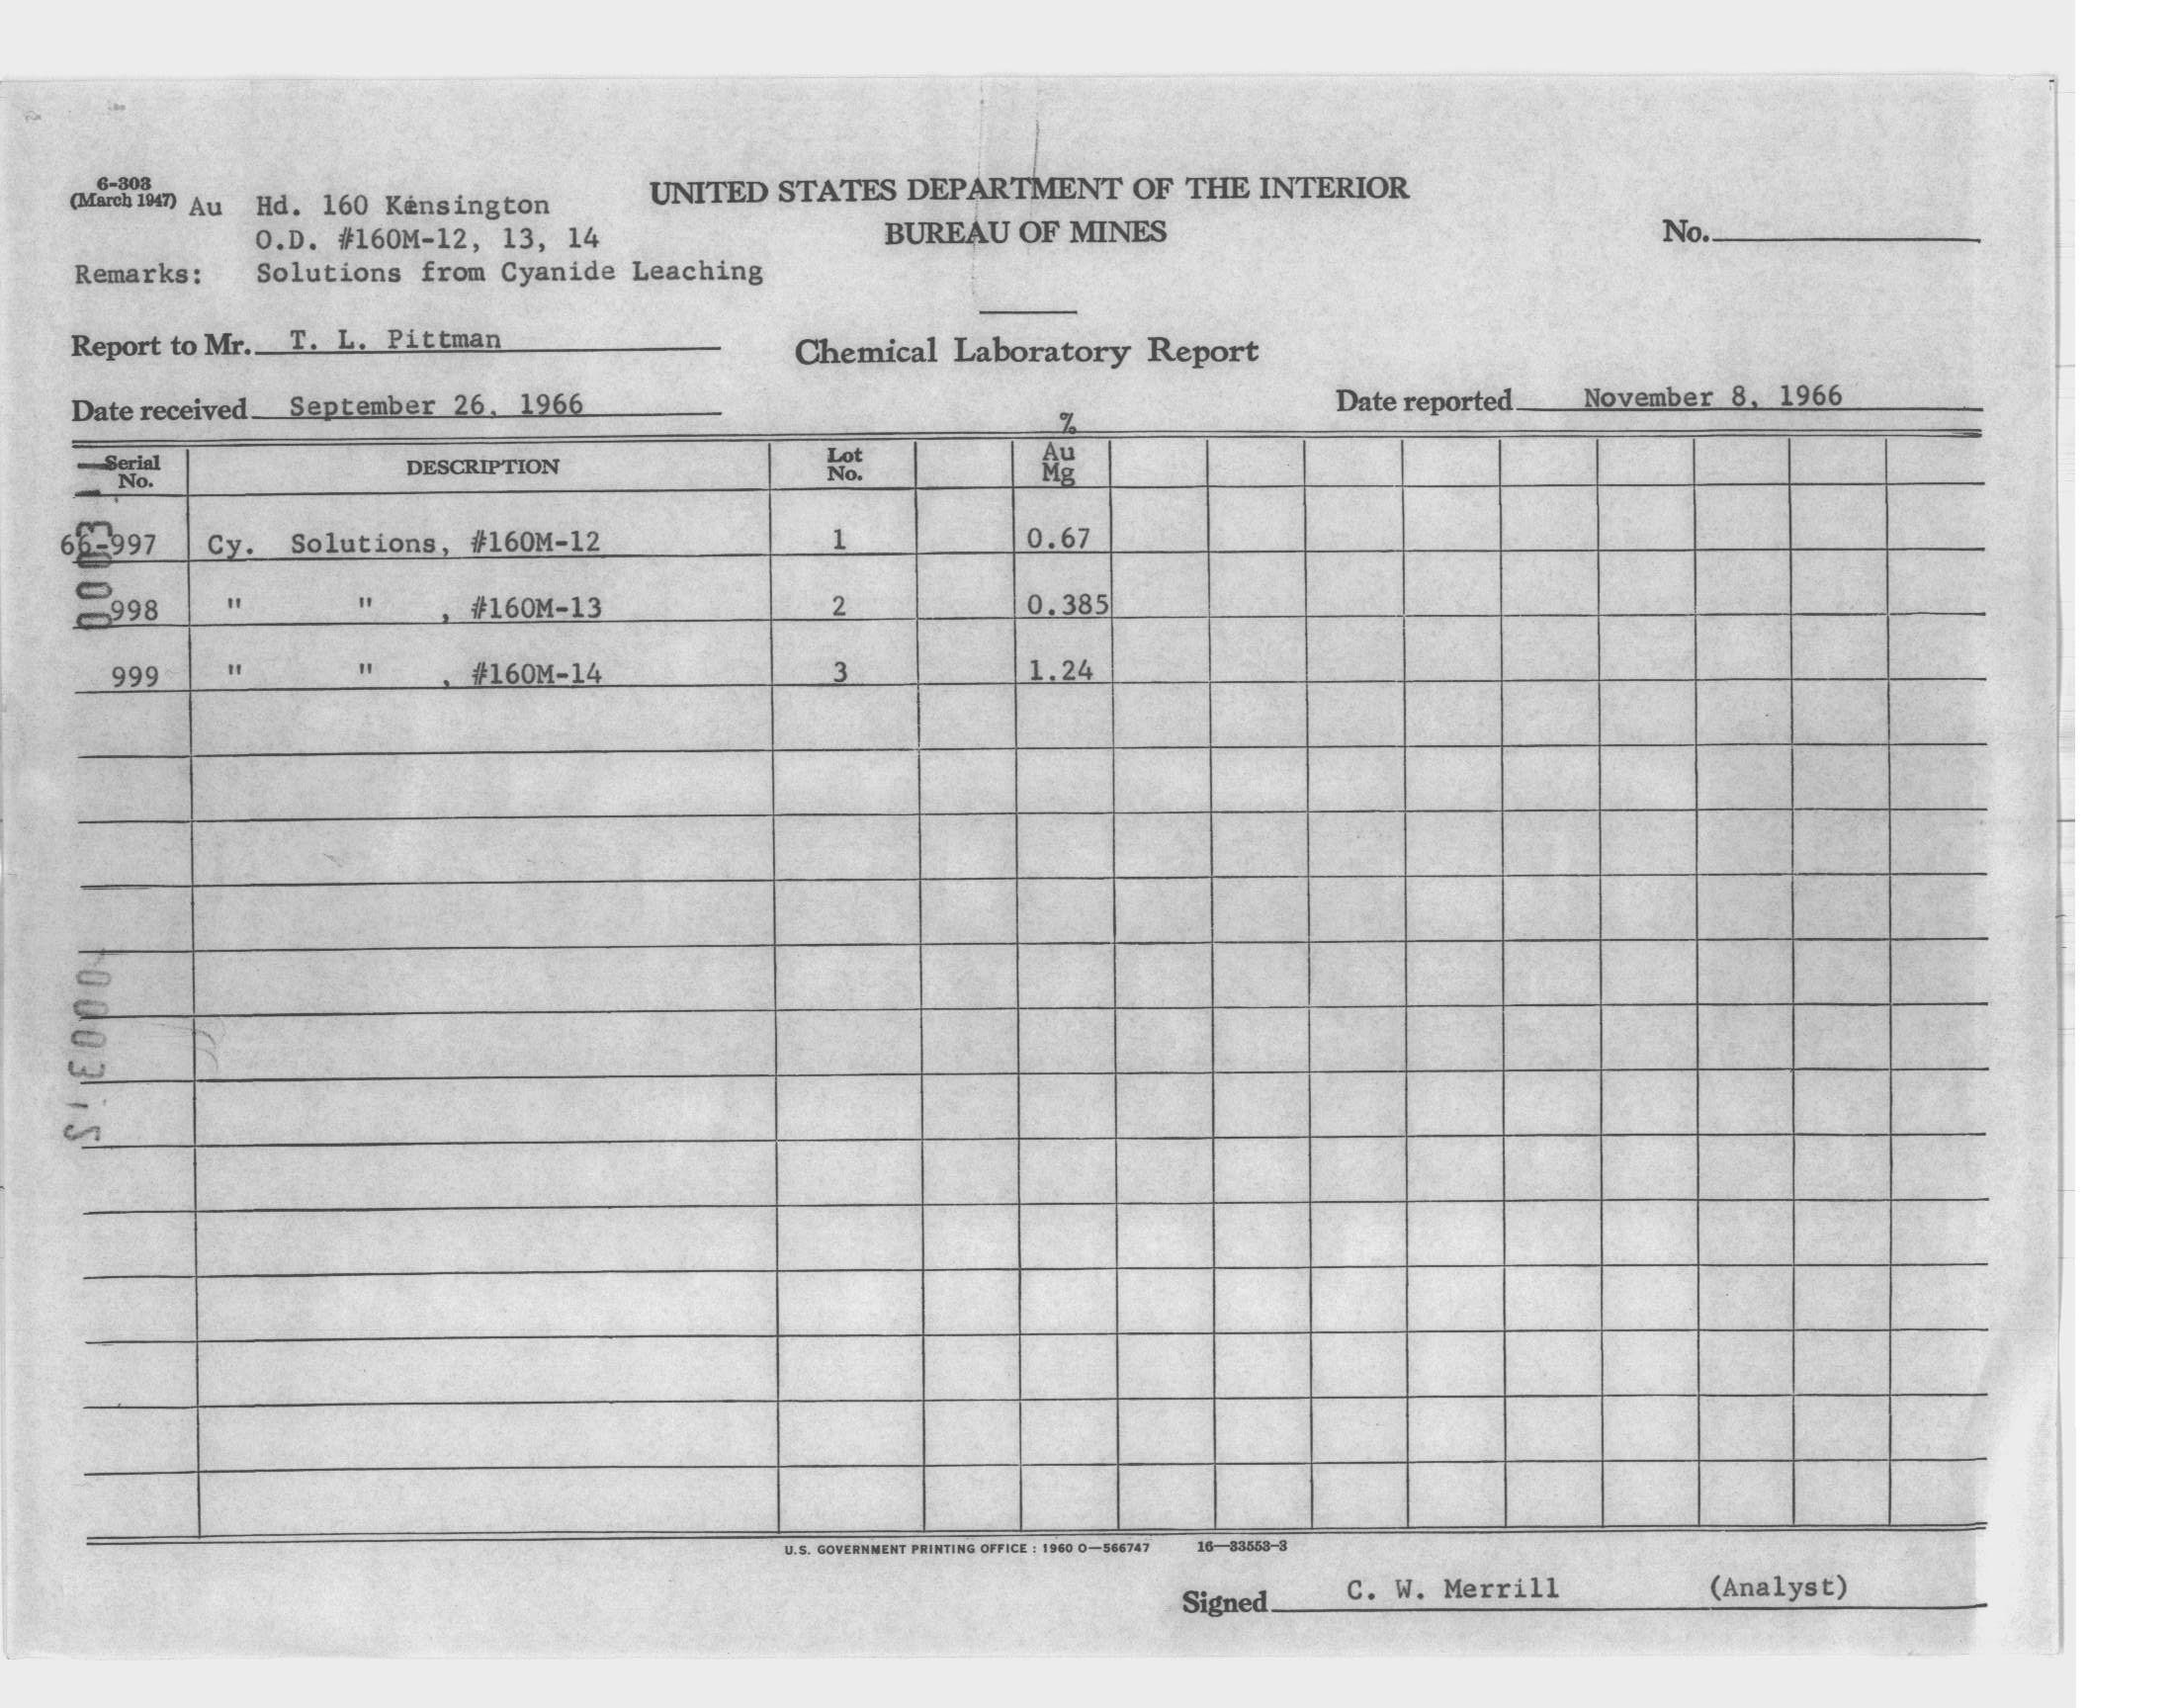 6-303
(March 1947)
Au Hd. 160 Kensington
O.D. #160M-12, 13, 14
Remarks: Solutions from Cyanide Leaching
UNITED STATES DEPARTMENT OF THE INTERIOR
BUREAU OF MINES
No.
Report to Mr. T. L. Pittman
Chemical Laboratory Report
Date received September 26, 1966
Date reported November 8, 1966
%
Serial No. DESCRIPTION Lot No. Au Mg
66-997 Cy. Solutions, #160M-12 1 0.67
998 " " , #160M-13 2 0.385
999 " " , #160M-14 3 1.24
U.S. GOVERNMENT PRINTING OFFICE : 1960 O—566747 16—33553-3
Signed C. W. Merrill (Analyst)